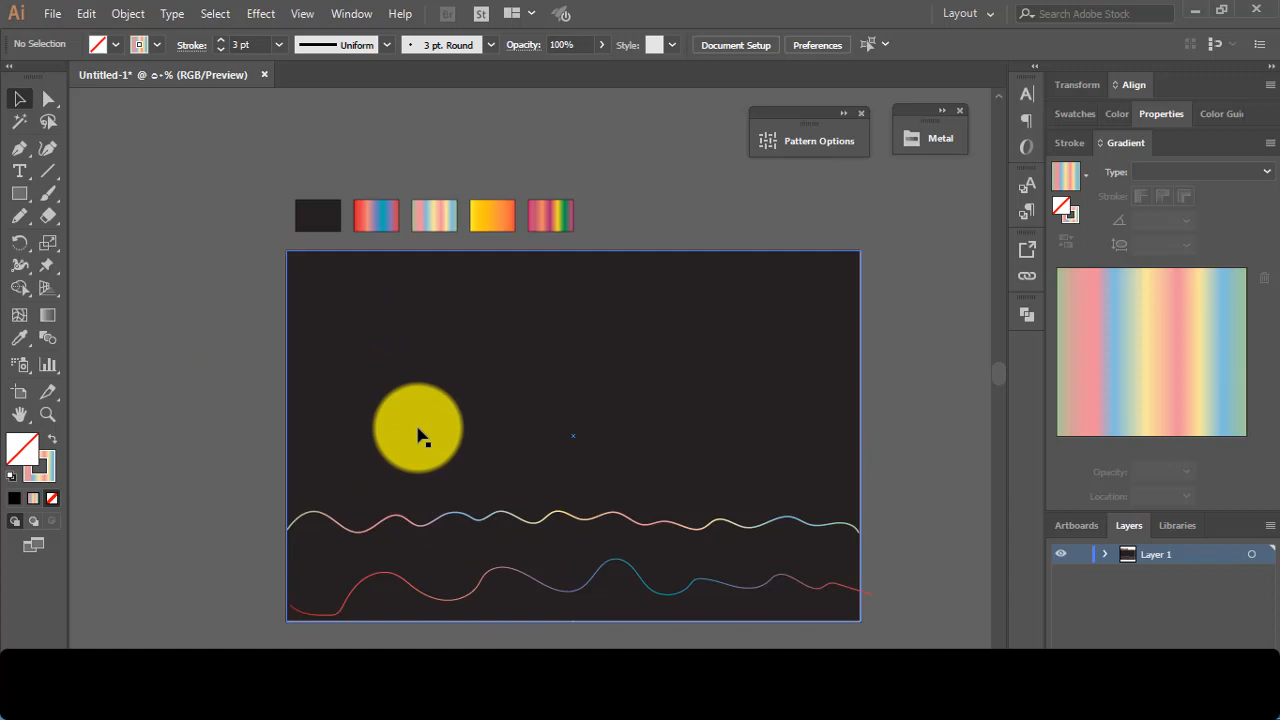 Ai File Edit Object Type Select Effect View Window Help Br St Layout Search Adobe Stock
No Selection Stroke: 3 pt Uniform 3 pt. Round Opacity: 100% Style: Document Setup Preferences
(RGB/Preview)
Untitled-1* @
Transform Align
Swatches Color Properties Color Gui
Pattern Options Metal
Stroke Gradient
Type:
Stroke:
Opacity:
Location:
Artboards Layers Libraries
Layer 1